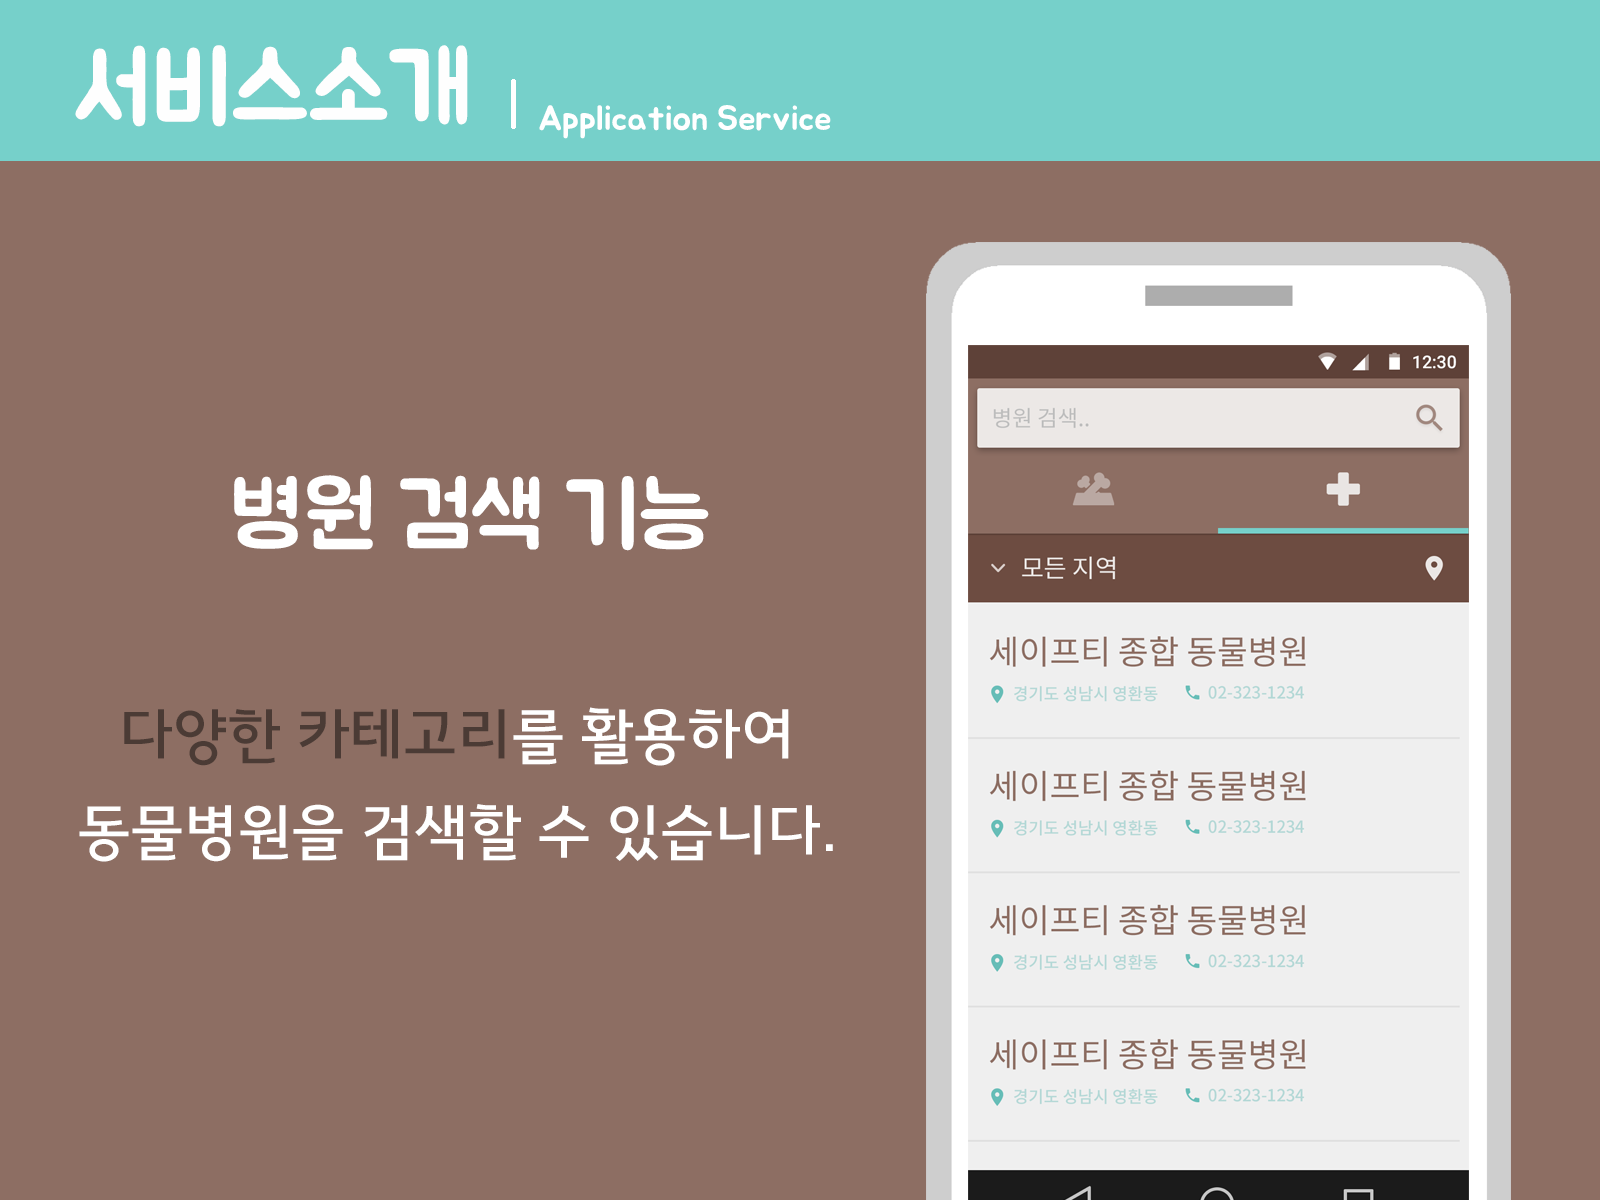 서비스소개 | Application Service
병원 검색 기능
다양한 카테고리를 활용하여
동물병원을 검색할 수 있습니다.
12:30
병원 검색..
모든 지역
세이프티 종합 동물병원
경기도 성남시 영환동 02-323-1234
세이프티 종합 동물병원
경기도 성남시 영환동 02-323-1234
세이프티 종합 동물병원
경기도 성남시 영환동 02-323-1234
세이프티 종합 동물병원
경기도 성남시 영환동 02-323-1234